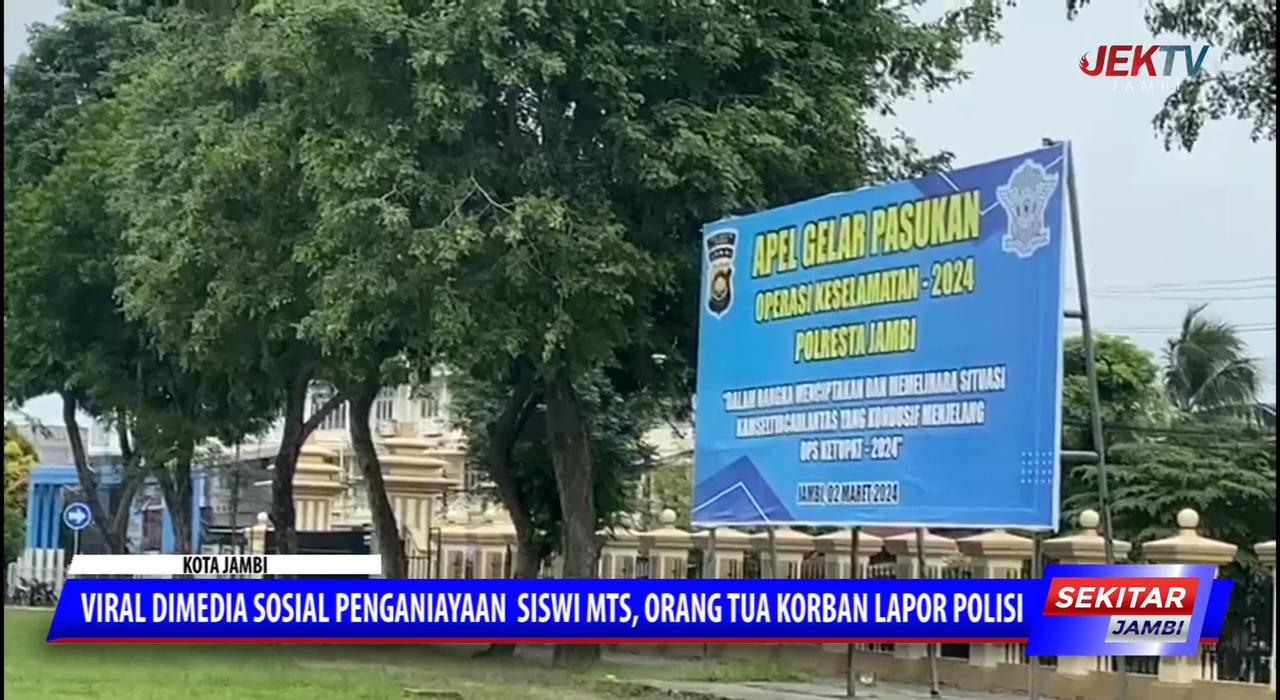 JEKTV
JAMBI
APEL GELAR PASUKAN
OPERASI KESELAMATAN - 2024
POLRESTA JAMBI
"DALAM RANGKA MENCIPTAKAN DAN MEMELIHARA SITUASI
KAMSELTIBCARLANTAS YANG KONDUSIF MENJELANG
OPS KETUPAT - 2024"
JAMBI, 02 MARET 2024
KOTA JAMBI
VIRAL DIMEDIA SOSIAL PENGANIAYAAN SISWI MTS, ORANG TUA KORBAN LAPOR POLISI
SEKITAR
JAMBI